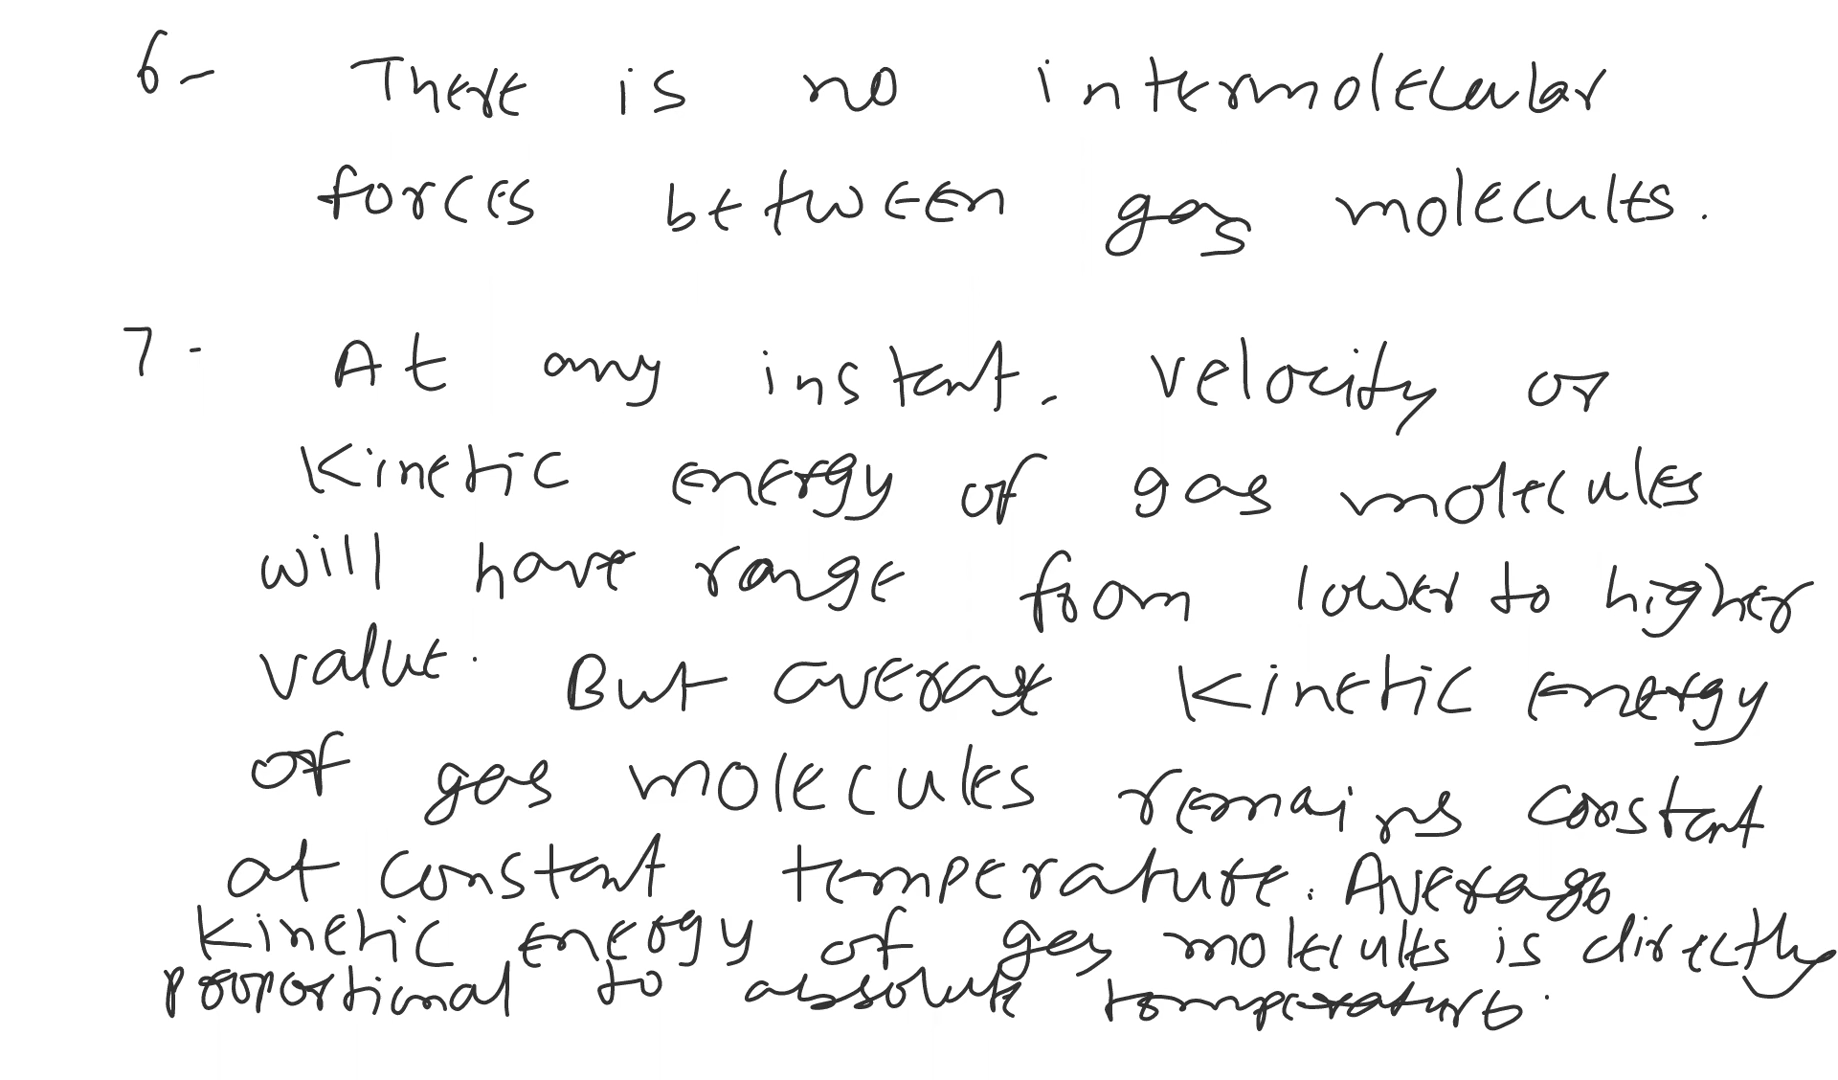 6- There is no intermolecular
forces between gas molecules.
7- At any instant. velocity or
Kinetic energy of gas molecules
will have range from lower to higher
value. But average Kinetic energy
of gas molecules remains constant
at constant temperature. Average
Kinetic energy of gas molecules is directly
proportional to absolute temperature.